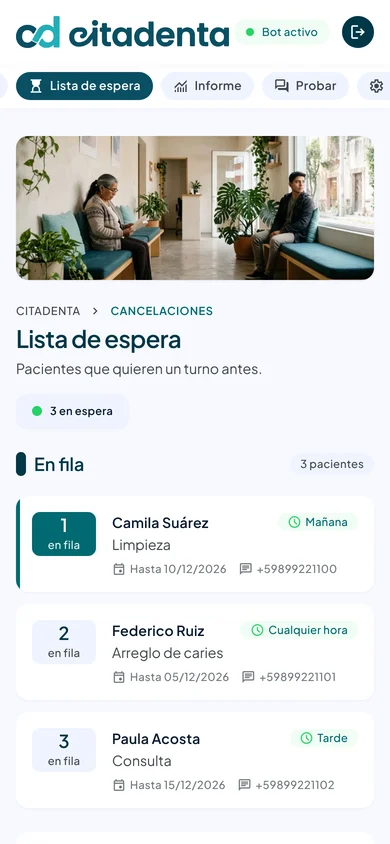 cd citadenta
Bot activo
Lista de espera
Informe
Probar
CITADENTA > CANCELACIONES
Lista de espera
Pacientes que quieren un turno antes.
3 en espera
En fila
3 pacientes
1
en fila
Camila Suárez
Mañana
Limpieza
Hasta 10/12/2026
+59899221100
2
en fila
Federico Ruiz
Cualquier hora
Arreglo de caries
Hasta 05/12/2026
+59899221101
3
en fila
Paula Acosta
Tarde
Consulta
Hasta 15/12/2026
+59899221102